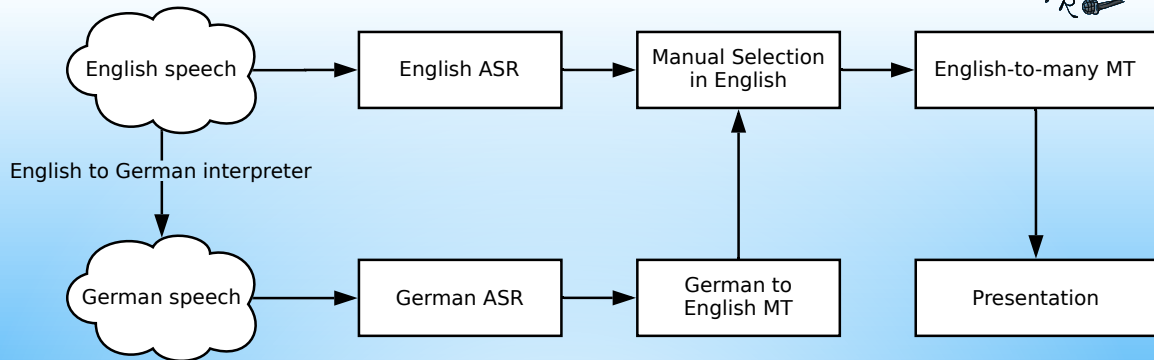 English speech
English ASR
Manual Selection
in English
English-to-many MT
English to German interpreter
German speech
German ASR
German to
English MT
Presentation